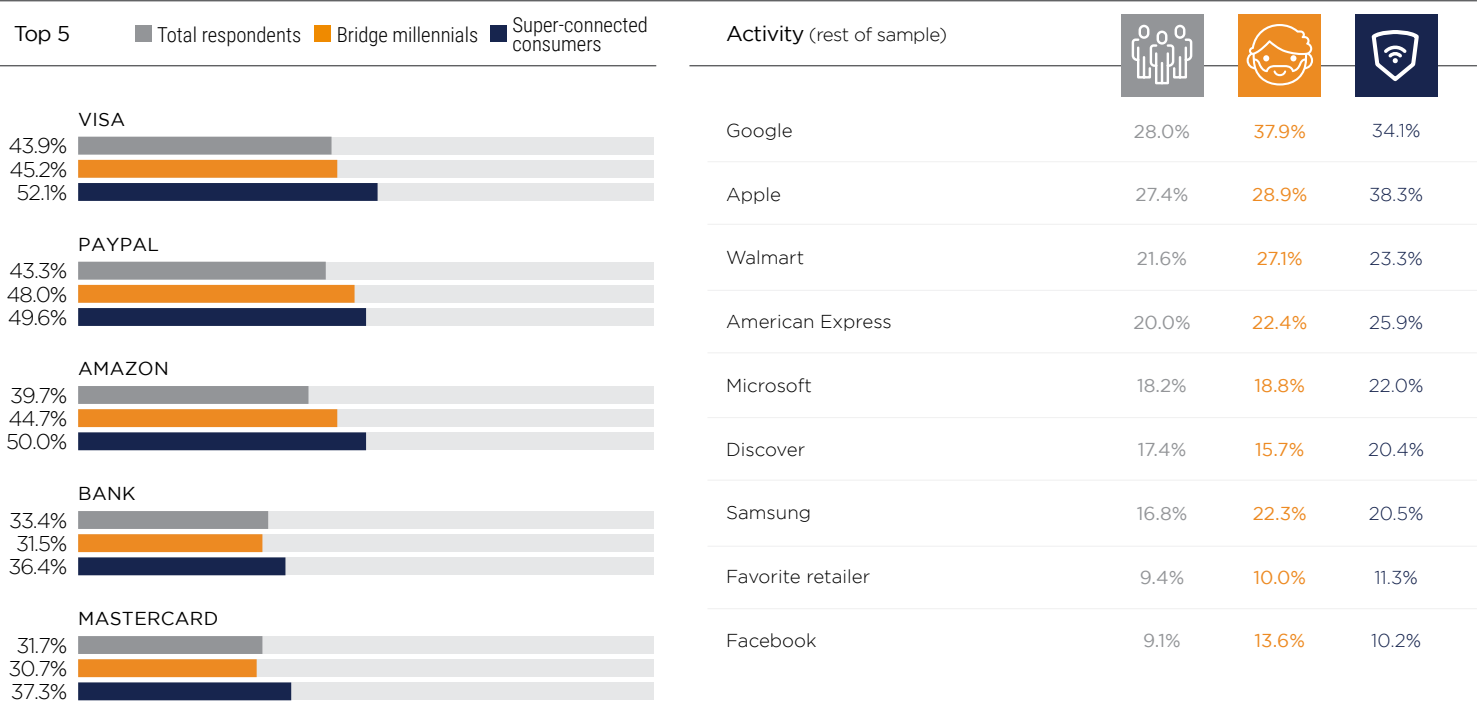 Top 5
Total respondents
Bridge millennials
Super-connected
consumers
VISA
43.9%
45.2%
52.1%
PAYPAL
43.3%
48.0%
49.6%
AMAZON
39.7%
44.7%
50.0%
BANK
33.4%
31.5%
36.4%
MASTERCARD
31.7%
30.7%
37.3%
Activity (rest of sample)
Google 28.0% 37.9% 34.1%
Apple 27.4% 28.9% 38.3%
Walmart 21.6% 27.1% 23.3%
American Express 20.0% 22.4% 25.9%
Microsoft 18.2% 18.8% 22.0%
Discover 17.4% 15.7% 20.4%
Samsung 16.8% 22.3% 20.5%
Favorite retailer 9.4% 10.0% 11.3%
Facebook 9.1% 13.6% 10.2%